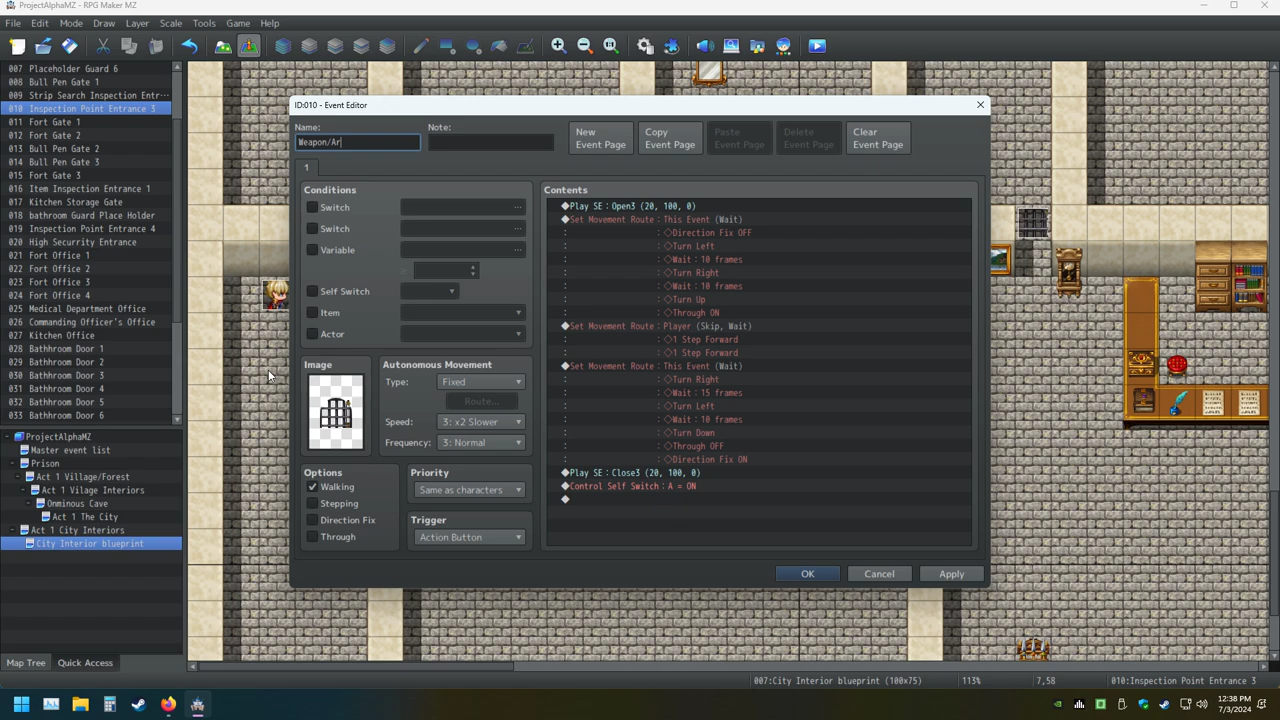 ProjectAlphaMZ - RPG Maker MZ
File Edit Mode Draw Layer Scale Tools Game Help
007 Placeholder Guard 6
008 Bull Pen Gate 1
009 Strip Search Inspection Entr···
010 Inspection Point Entrance 3
011 Fort Gate 1
012 Fort Gate 2
013 Bull Pen Gate 2
014 Bull Pen Gate 3
015 Fort Gate 3
016 Item Inspection Entrance 1
017 Kitchen Storage Gate
018 bathroom Guard Place Holder
019 Inspection Point Entrance 4
020 High Securrity Entrance
021 Fort Office 1
022 Fort Office 2
023 Fort Office 3
024 Fort Office 4
025 Medical Department Office
026 Commanding Officer's Office
027 Kitchen Office
028 Bathhroom Door 1
029 Bathhroom Door 2
030 Bathhroom Door 3
031 Bathhroom Door 4
032 Bathhroom Door 5
033 Bathhroom Door 6
ProjectAlphaMZ
Master event list
Prison
Act 1 Village/Forest
Act 1 Vilage Interiors
Onminous Cave
Act 1 The City
Act 1 City Interiors
City Interior blueprint
Map Tree Quick Access
ID:010 - Event Editor
Name: Note:
Weapon/Ar
New Event Page
Copy Event Page
Paste Event Page
Delete Event Page
Clear Event Page
1
Conditions
Switch
Switch
Variable
≥
Self Switch
Item
Actor
Image
Autonomous Movement
Type: Fixed
Route...
Speed: 3: x2 Slower
Frequency: 3: Normal
Options
Walking
Stepping
Direction Fix
Through
Priority
Same as characters
Trigger
Action Button
Contents
◆Play SE：Open3 (20, 100, 0)
◆Set Movement Route：This Event (Wait)
： ：◇Direction Fix OFF
： ：◇Turn Left
： ：◇Wait：10 frames
： ：◇Turn Right
： ：◇Wait：10 frames
： ：◇Turn Up
： ：◇Through ON
◆Set Movement Route：Player (Skip, Wait)
： ：◇1 Step Forward
： ：◇1 Step Forward
◆Set Movement Route：This Event (Wait)
： ：◇Turn Right
： ：◇Wait：15 frames
： ：◇Turn Left
： ：◇Wait：10 frames
： ：◇Turn Down
： ：◇Through OFF
： ：◇Direction Fix ON
◆Play SE：Close3 (20, 100, 0)
◆Control Self Switch：A = ON
◆
OK Cancel Apply
007:City Interior blueprint (100x75) 113% 7,58 010:Inspection Point Entrance 3
12:38 PM
7/3/2024